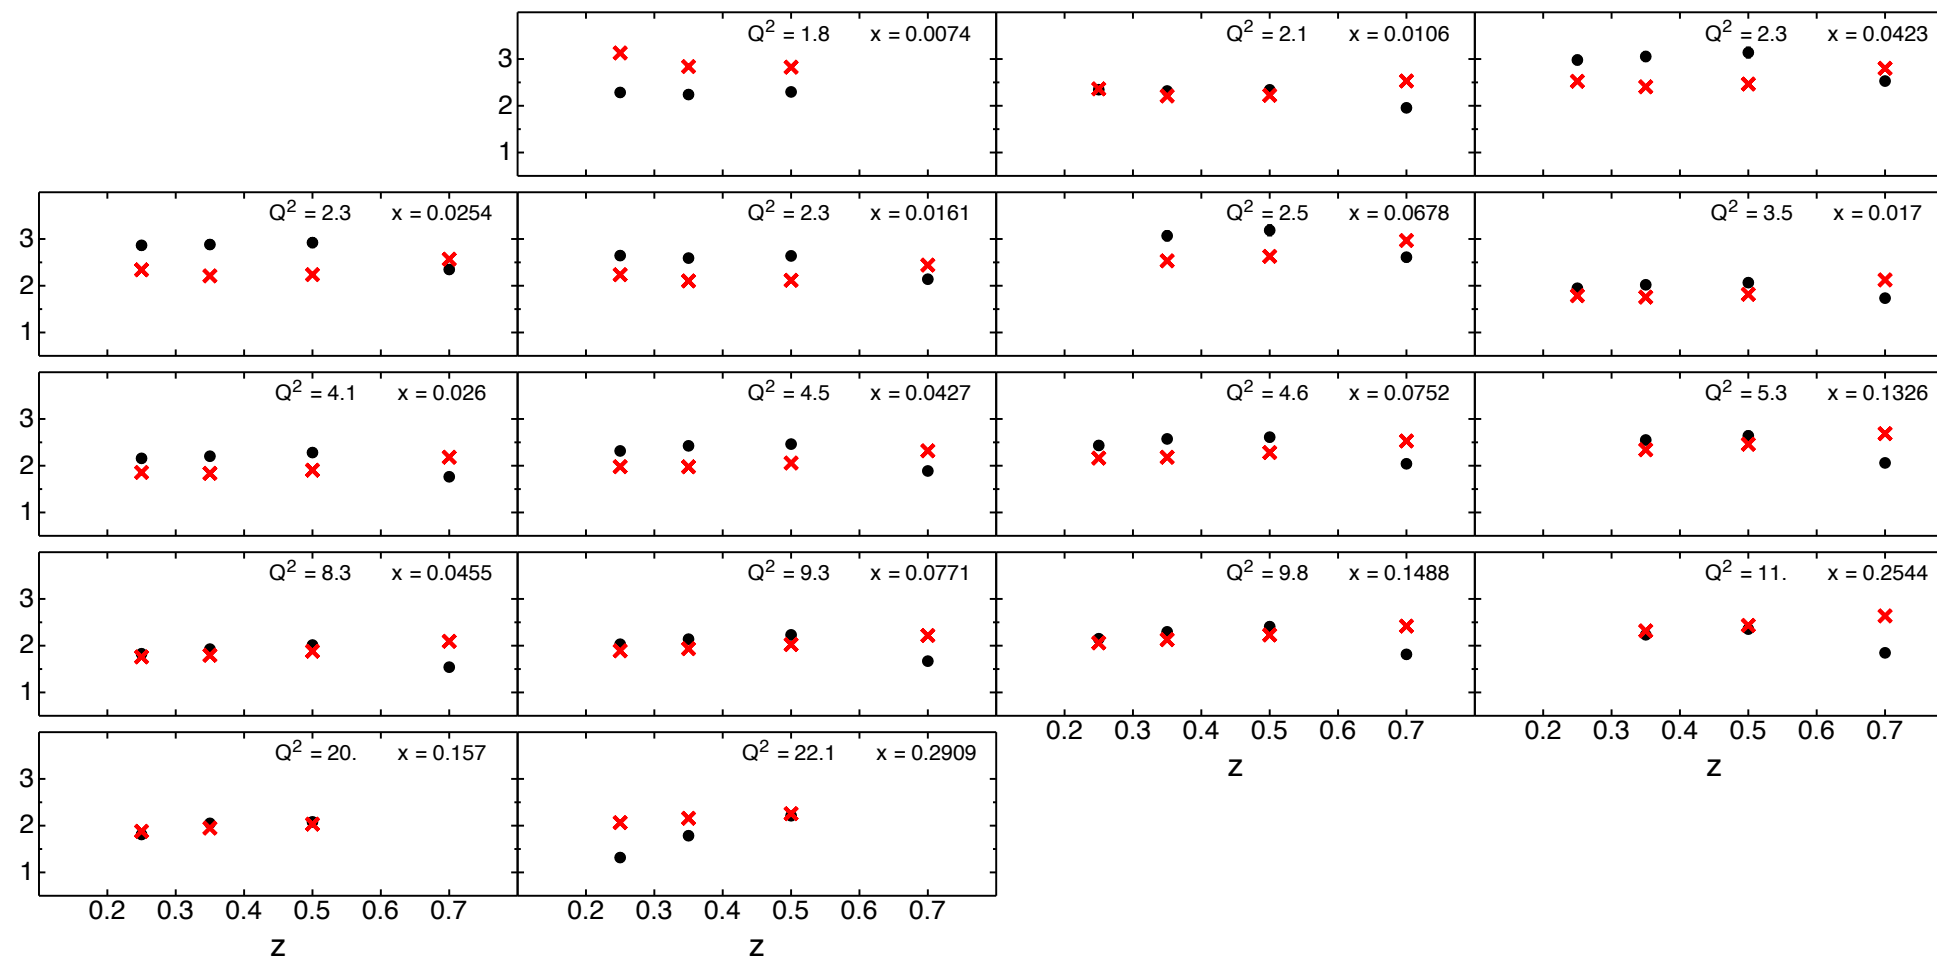 Q² = 1.8 x = 0.0074 Q² = 2.1 x = 0.0106 Q² = 2.3 x = 0.0423
3
2
1
Q² = 2.3 x = 0.0254 Q² = 2.3 x = 0.0161 Q² = 2.5 x = 0.0678 Q² = 3.5 x = 0.017
3
2
1
Q² = 4.1 x = 0.026 Q² = 4.5 x = 0.0427 Q² = 4.6 x = 0.0752 Q² = 5.3 x = 0.1326
3
2
1
Q² = 8.3 x = 0.0455 Q² = 9.3 x = 0.0771 Q² = 9.8 x = 0.1488 Q² = 11. x = 0.2544
3
2
1
0.2 0.3 0.4 0.5 0.6 0.7 0.2 0.3 0.4 0.5 0.6 0.7
z z
Q² = 20. x = 0.157 Q² = 22.1 x = 0.2909
3
2
1
0.2 0.3 0.4 0.5 0.6 0.7 0.2 0.3 0.4 0.5 0.6 0.7
z z